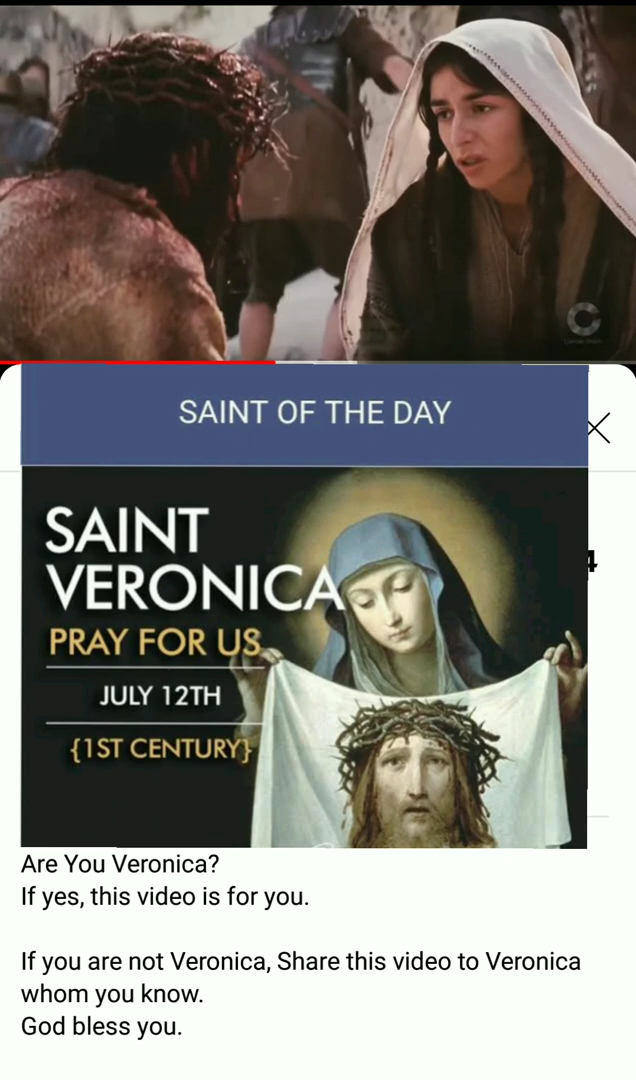 SAINT OF THE DAY
SAINT
VERONICA
PRAY FOR US
JULY 12TH
{1ST CENTURY}
4
Are You Veronica?
If yes, this video is for you.
If you are not Veronica, Share this video to Veronica
whom you know.
God bless you.